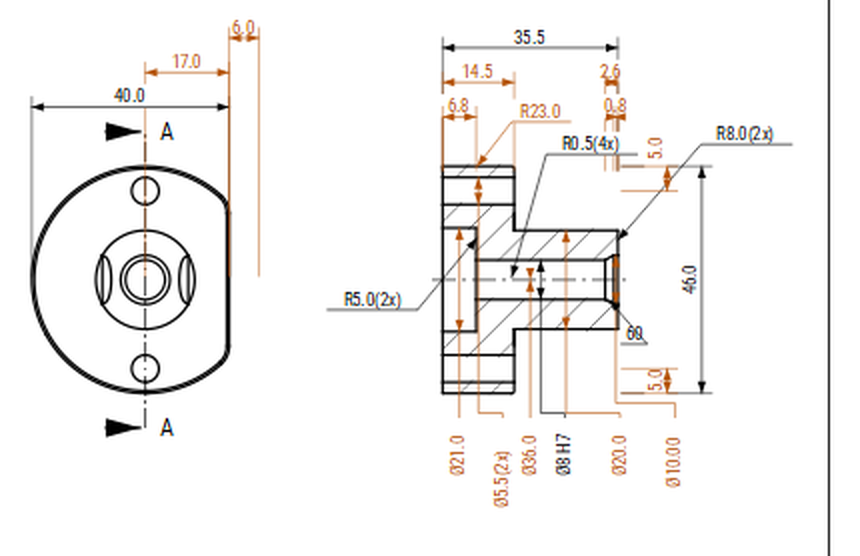 6.0
17.0
40.0
A
A
35.5
14.5
2.6
6.8
0.8
R23.0
R0.5(4x)
R8.0(2x)
5.0
46.0
R5.0(2x)
60
5.0
Ø21.0
Ø5.5(2x)
Ø36.0
Ø8 H7
Ø20.0
Ø10.00